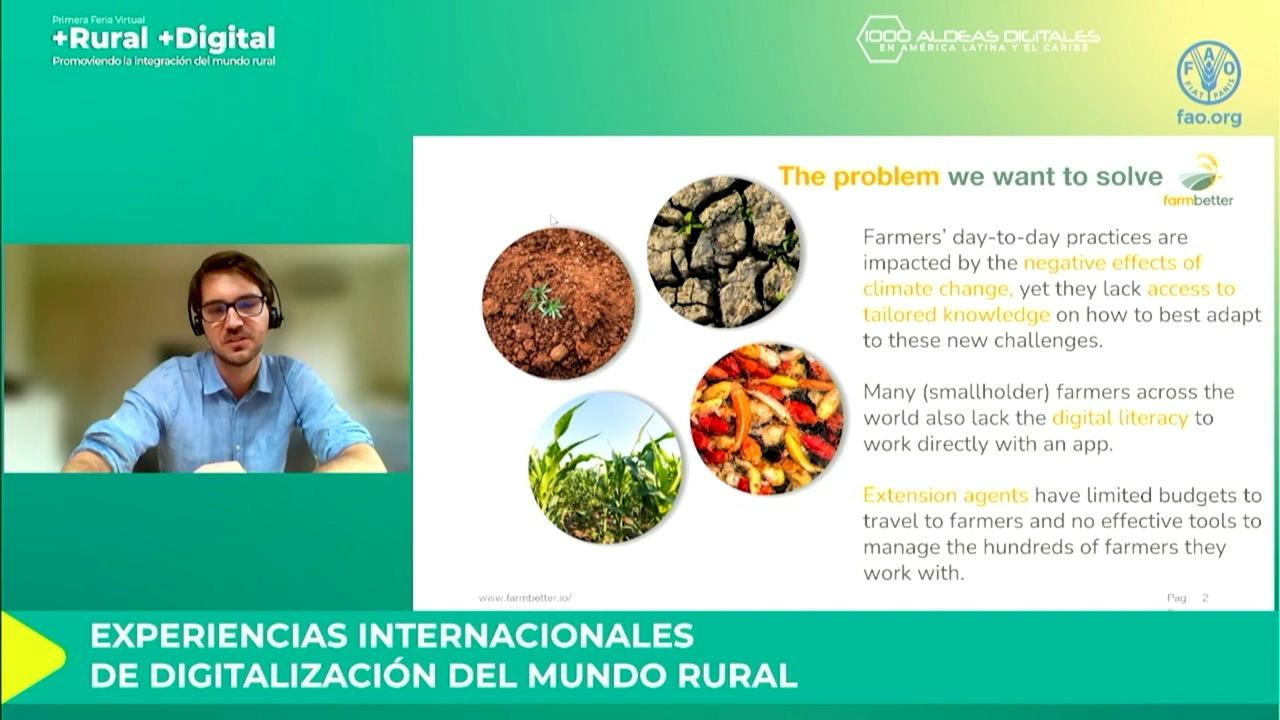 Primera Feria Virtual
+Rural +Digital
Promoviendo la integración del mundo rural
1000 ALDEAS DIGITALES
EN AMÉRICA LATINA Y EL CARIBE
F A O
FIAT PANIS
fao.org
The problem we want to solve
farmbetter
Farmers' day-to-day practices are
impacted by the negative effects of
climate change, yet they lack access to
tailored knowledge on how to best adapt
to these new challenges.
Many (smallholder) farmers across the
world also lack the digital literacy to
work directly with an app.
Extension agents have limited budgets to
travel to farmers and no effective tools to
manage the hundreds of farmers they
work with.
www.farmbetter.io/
Pag 2
EXPERIENCIAS INTERNACIONALES
DE DIGITALIZACIÓN DEL MUNDO RURAL